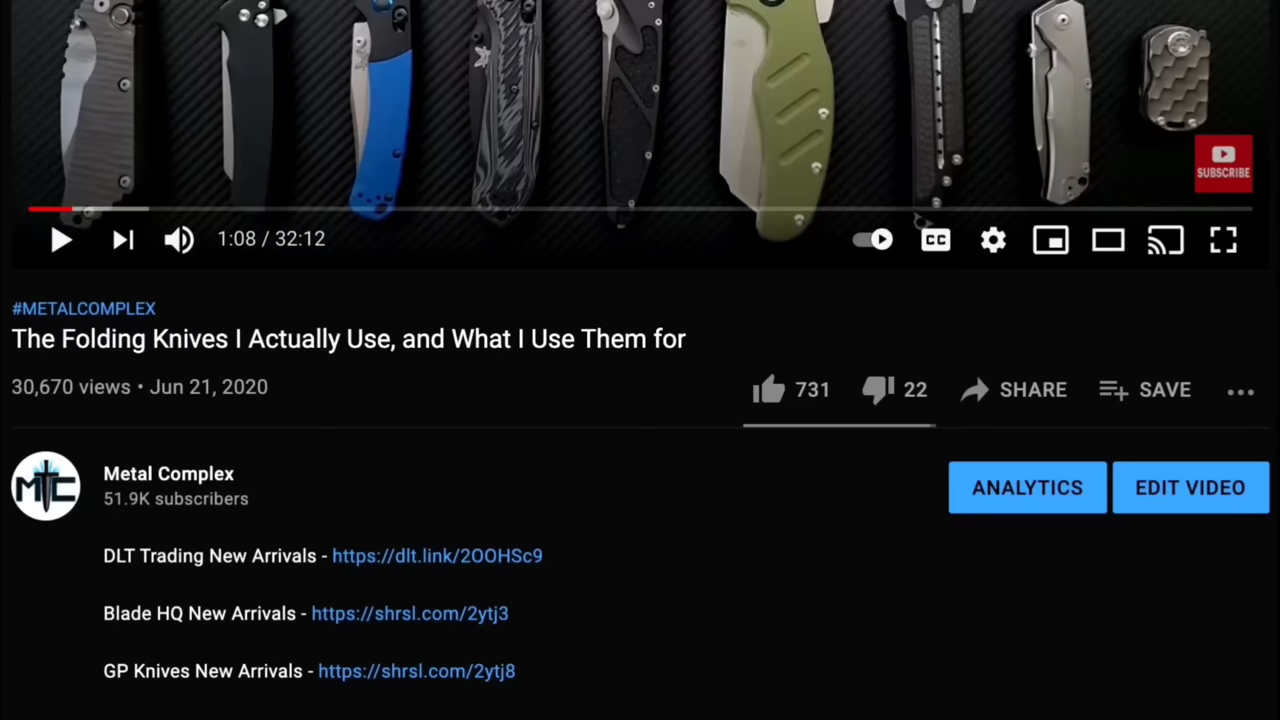 SUBSCRIBE
1:08 / 32:12
CC
#METALCOMPLEX
The Folding Knives I Actually Use, and What I Use Them for
30,670 views • Jun 21, 2020
731 22 SHARE SAVE
MTC
Metal Complex
51.9K subscribers
ANALYTICS EDIT VIDEO
DLT Trading New Arrivals - https://dlt.link/2OOHSc9
Blade HQ New Arrivals - https://shrsl.com/2ytj3
GP Knives New Arrivals - https://shrsl.com/2ytj8